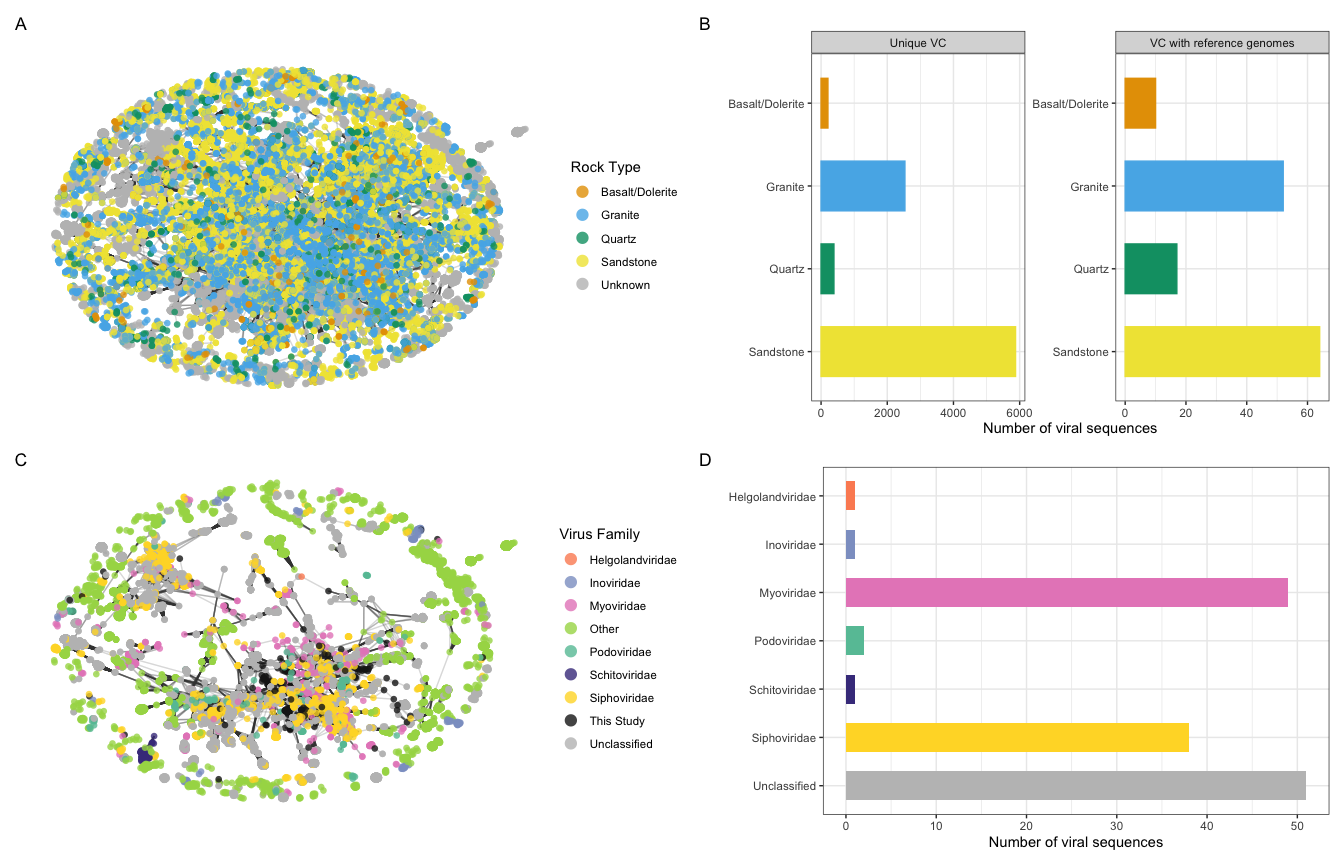 A
Rock Type
Basalt/Dolerite
Granite
Quartz
Sandstone
Unknown
B
Unique VC
VC with reference genomes
Basalt/Dolerite
Granite
Quartz
Sandstone
0 2000 4000 6000
Basalt/Dolerite
Granite
Quartz
Sandstone
0 20 40 60
Number of viral sequences
C
Virus Family
Helgolandviridae
Inoviridae
Myoviridae
Other
Podoviridae
Schitoviridae
Siphoviridae
This Study
Unclassified
D
Helgolandviridae
Inoviridae
Myoviridae
Podoviridae
Schitoviridae
Siphoviridae
Unclassified
0 10 20 30 40 50
Number of viral sequences